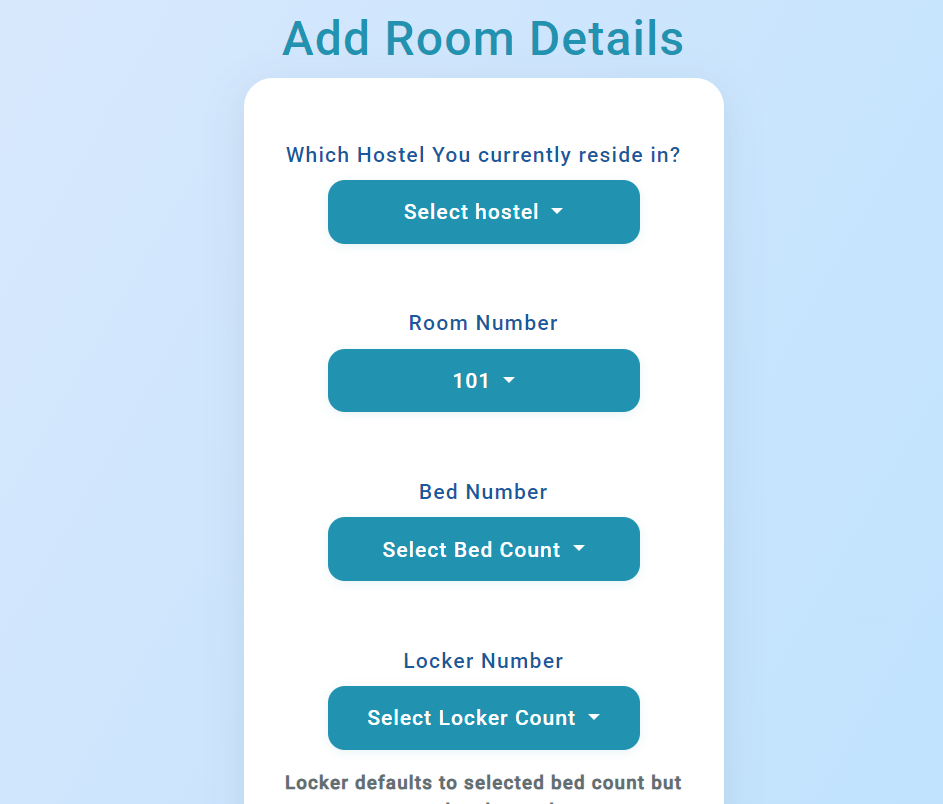 Add Room Details
Which Hostel You currently reside in?
Select hostel
Room Number
101
Bed Number
Select Bed Count
Locker Number
Select Locker Count
Locker defaults to selected bed count but